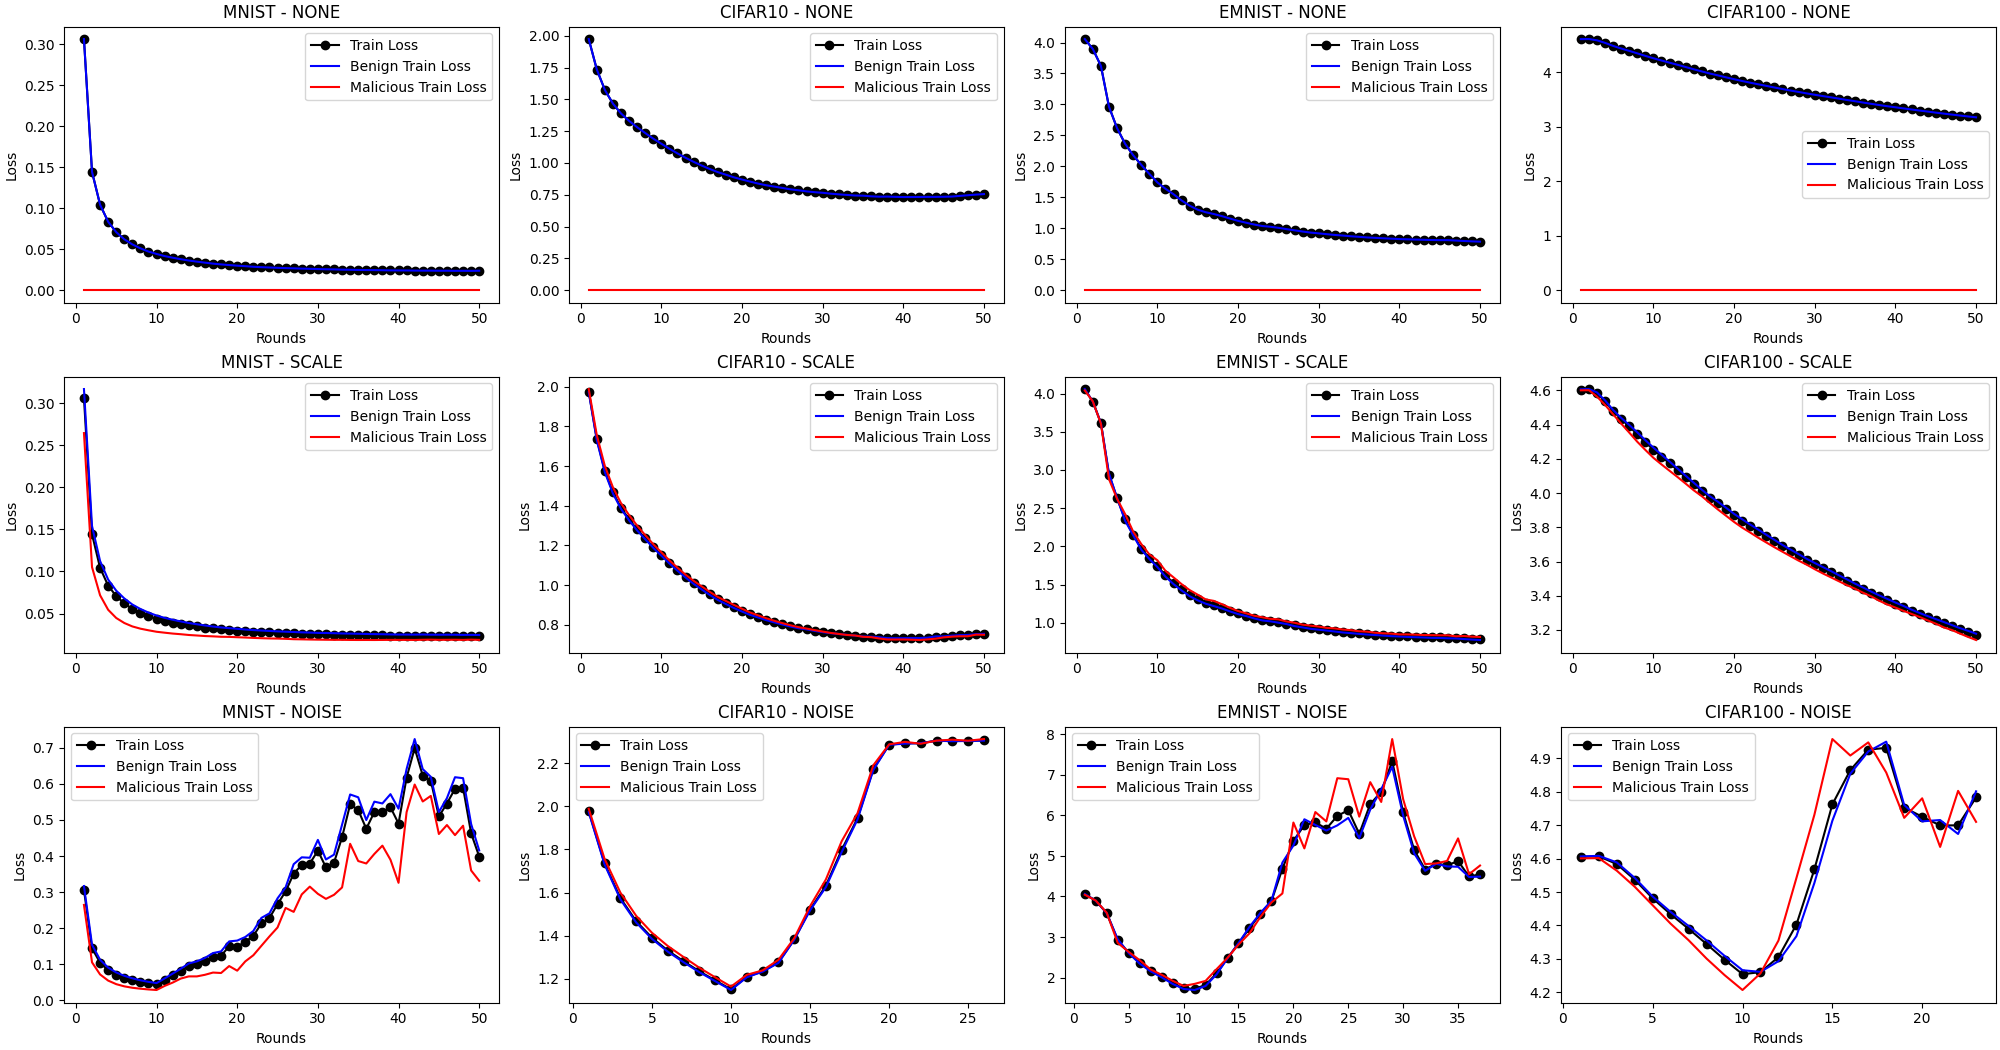 MNIST - NONE
0.30
0.25
0.20
0.15
0.10
0.05
0.00
Loss
Train Loss
Benign Train Loss
Malicious Train Loss
0 10 20 30 40 50
Rounds
CIFAR10 - NONE
2.00
1.75
1.50
1.25
1.00
0.75
0.50
0.25
0.00
Loss
Train Loss
Benign Train Loss
Malicious Train Loss
0 10 20 30 40 50
Rounds
EMNIST - NONE
4.0
3.5
3.0
2.5
2.0
1.5
1.0
0.5
0.0
Loss
Train Loss
Benign Train Loss
Malicious Train Loss
0 10 20 30 40 50
Rounds
CIFAR100 - NONE
4
3
2
1
0
Loss
Train Loss
Benign Train Loss
Malicious Train Loss
0 10 20 30 40 50
Rounds
MNIST - SCALE
0.30
0.25
0.20
0.15
0.10
0.05
Loss
Train Loss
Benign Train Loss
Malicious Train Loss
0 10 20 30 40 50
Rounds
CIFAR10 - SCALE
2.0
1.8
1.6
1.4
1.2
1.0
0.8
Loss
Train Loss
Benign Train Loss
Malicious Train Loss
0 10 20 30 40 50
Rounds
EMNIST - SCALE
4.0
3.5
3.0
2.5
2.0
1.5
1.0
Loss
Train Loss
Benign Train Loss
Malicious Train Loss
0 10 20 30 40 50
Rounds
CIFAR100 - SCALE
4.6
4.4
4.2
4.0
3.8
3.6
3.4
3.2
Loss
Train Loss
Benign Train Loss
Malicious Train Loss
0 10 20 30 40 50
Rounds
MNIST - NOISE
0.7
0.6
0.5
0.4
0.3
0.2
0.1
0.0
Loss
Train Loss
Benign Train Loss
Malicious Train Loss
0 10 20 30 40 50
Rounds
CIFAR10 - NOISE
2.2
2.0
1.8
1.6
1.4
1.2
Loss
Train Loss
Benign Train Loss
Malicious Train Loss
0 5 10 15 20 25
Rounds
EMNIST - NOISE
8
7
6
5
4
3
2
Loss
Train Loss
Benign Train Loss
Malicious Train Loss
0 5 10 15 20 25 30 35
Rounds
CIFAR100 - NOISE
4.9
4.8
4.7
4.6
4.5
4.4
4.3
4.2
Loss
Train Loss
Benign Train Loss
Malicious Train Loss
0 5 10 15 20
Rounds